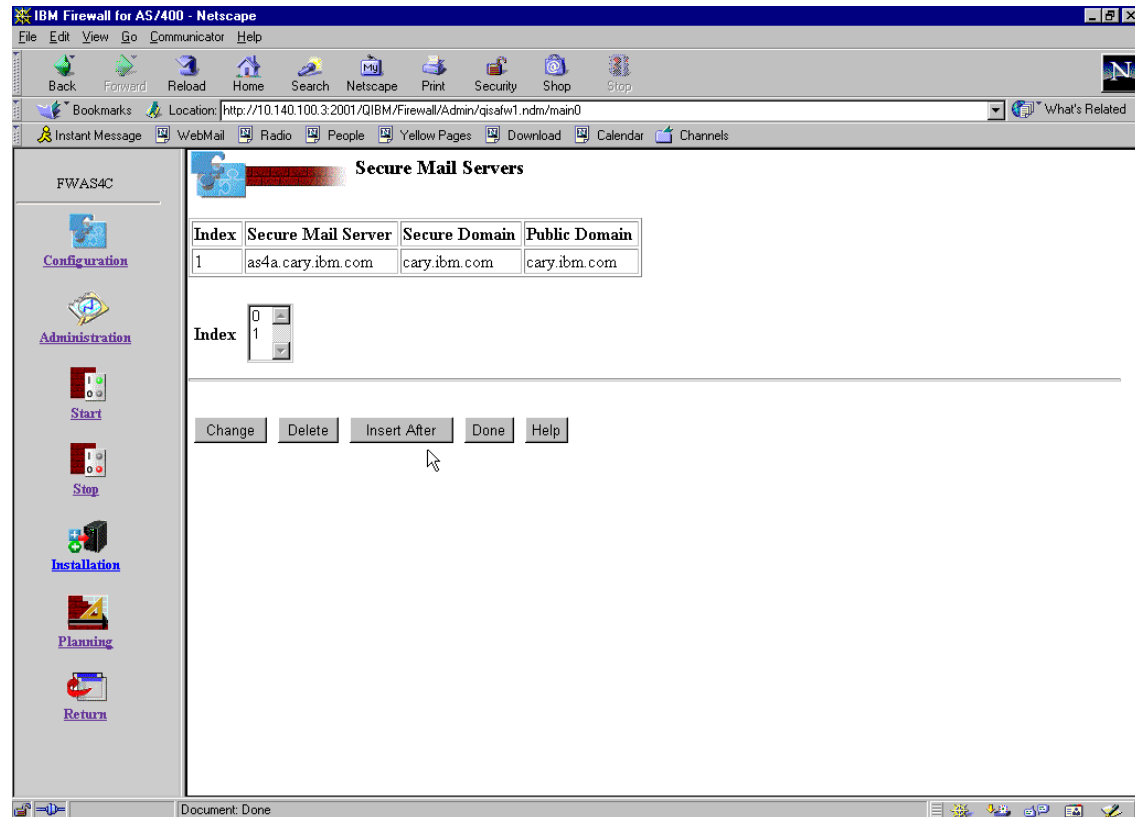 IBM Firewall for AS/400 - Netscape
File Edit View Go Communicator Help
Back Forward Reload Home Search Netscape Print Security Shop Stop
My
N
Bookmarks Location: http://10.140.100.3:2001/QIBM/Firewall/Admin/qisafw1.ndm/main0 What's Related
Instant Message WebMail Radio People Yellow Pages Download Calendar Channels
FWAS4C
Configuration
Administration
Start
Stop
Installation
Planning
Return
Secure Mail Servers
Index Secure Mail Server Secure Domain Public Domain
1 as4a.cary.ibm.com cary.ibm.com cary.ibm.com
Index
0
1
Change Delete Insert After Done Help
Document: Done